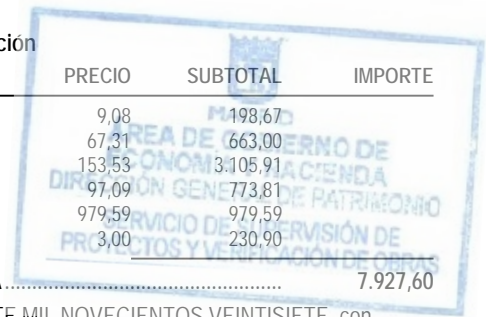 ción
PRECIO SUBTOTAL IMPORTE
MADRID
9,08 198,67
ÁREA DE GOBIERNO DE
67,31 663,00
ECONOMÍA Y HACIENDA
153,53 3.105,91
DIRECCIÓN GENERAL DE PATRIMONIO
97,09 773,81
979,59 979,59
SERVICIO DE SUPERVISIÓN DE
3,00 230,90
PROYECTOS Y VERIFICACIÓN DE OBRAS
7.927,60
TE MIL NOVECIENTOS VEINTISIETE con